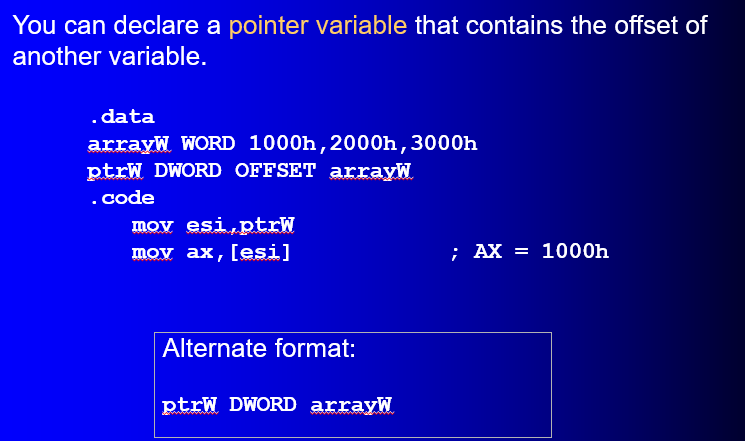 You can declare a pointer variable that contains the offset of
another variable.
.data
arrayW WORD 1000h,2000h,3000h
ptrW DWORD OFFSET arrayW
.code
mov esi,ptrW
mov ax,[esi] ; AX = 1000h
Alternate format:
ptrW DWORD arrayW